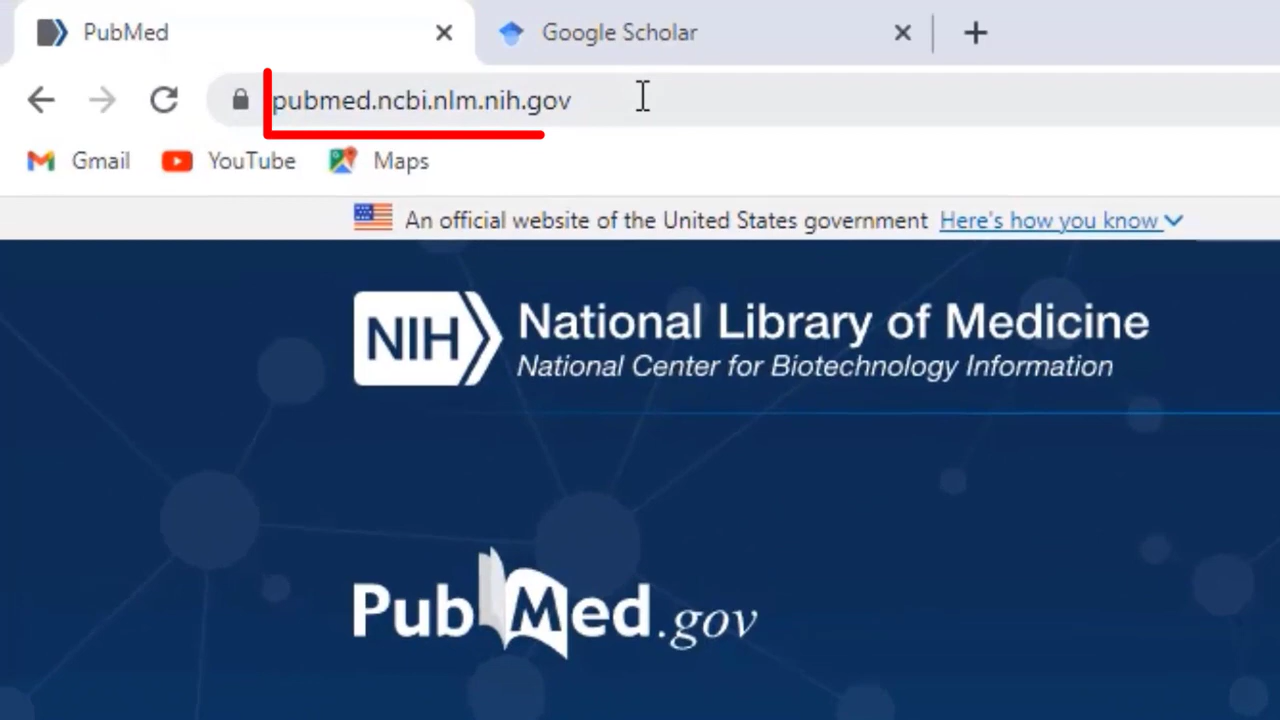 PubMed
Google Scholar
pubmed.ncbi.nlm.nih.gov
Gmail
YouTube
Maps
An official website of the United States government Here's how you know
NIH
National Library of Medicine
National Center for Biotechnology Information
PubMed.gov